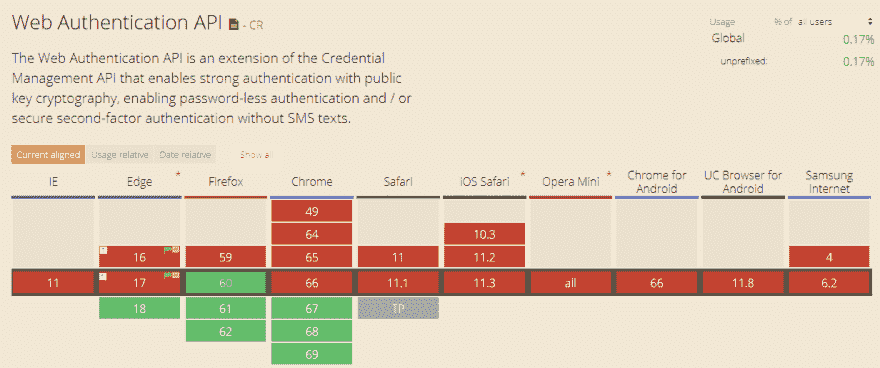 Web Authentication API - CR
Usage % of all users
Global 0.17%
unprefixed: 0.17%
The Web Authentication API is an extension of the Credential
Management API that enables strong authentication with public
key cryptography, enabling password-less authentication and / or
secure second-factor authentication without SMS texts.
Current aligned Usage relative Date relative Show all
IE Edge * Firefox Chrome Safari iOS Safari * Opera Mini * Chrome for Android UC Browser for Android Samsung Internet
49
64 10.3
16 59 65 11 11.2 4
11 17 60 66 11.1 11.3 all 66 11.8 6.2
18 61 67 TP
62 68
69